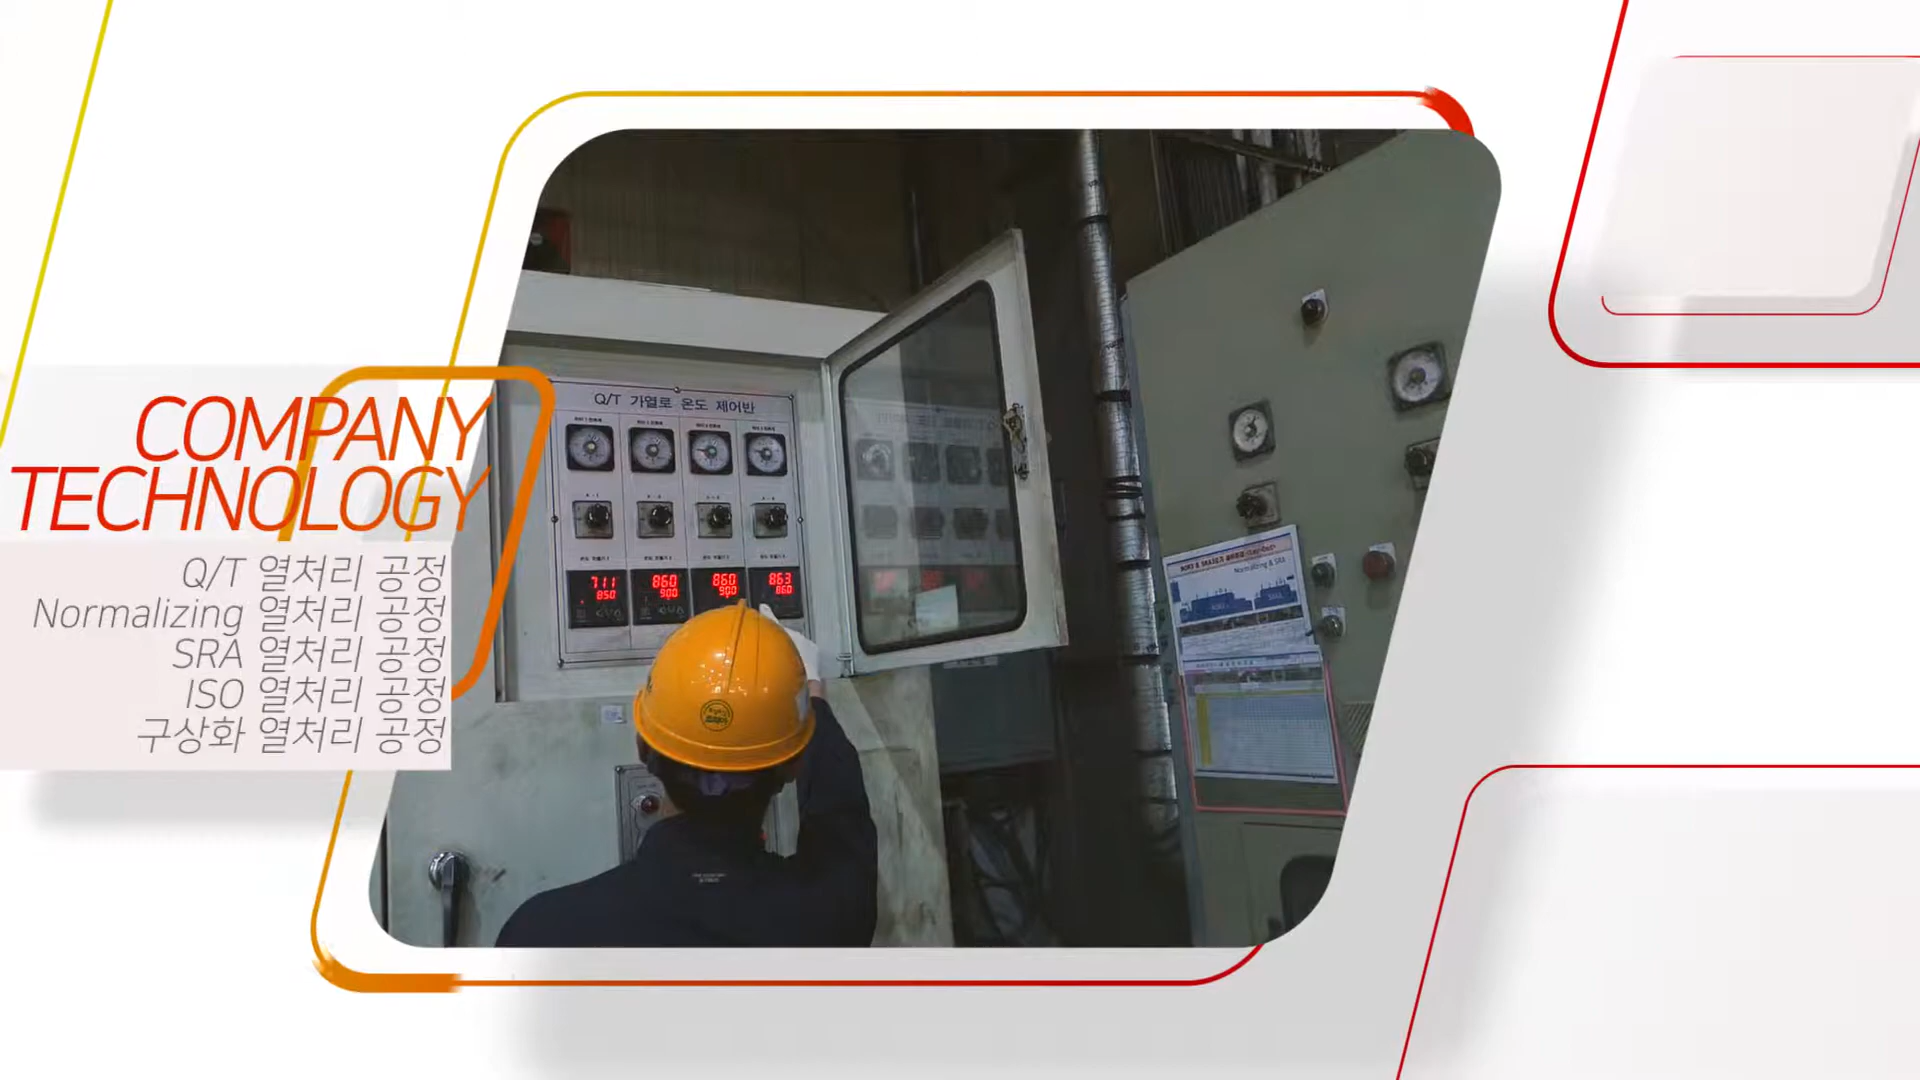 COMPANY
TECHNOLOGY
Q/T 열처리 공정
Normalizing 열처리 공정
SRA 열처리 공정
ISO 열처리 공정
구상화 열처리 공정
Q/T 가열로 온도 제어반
711 860 860 863
850 900 900 860
Normalizing & SRA